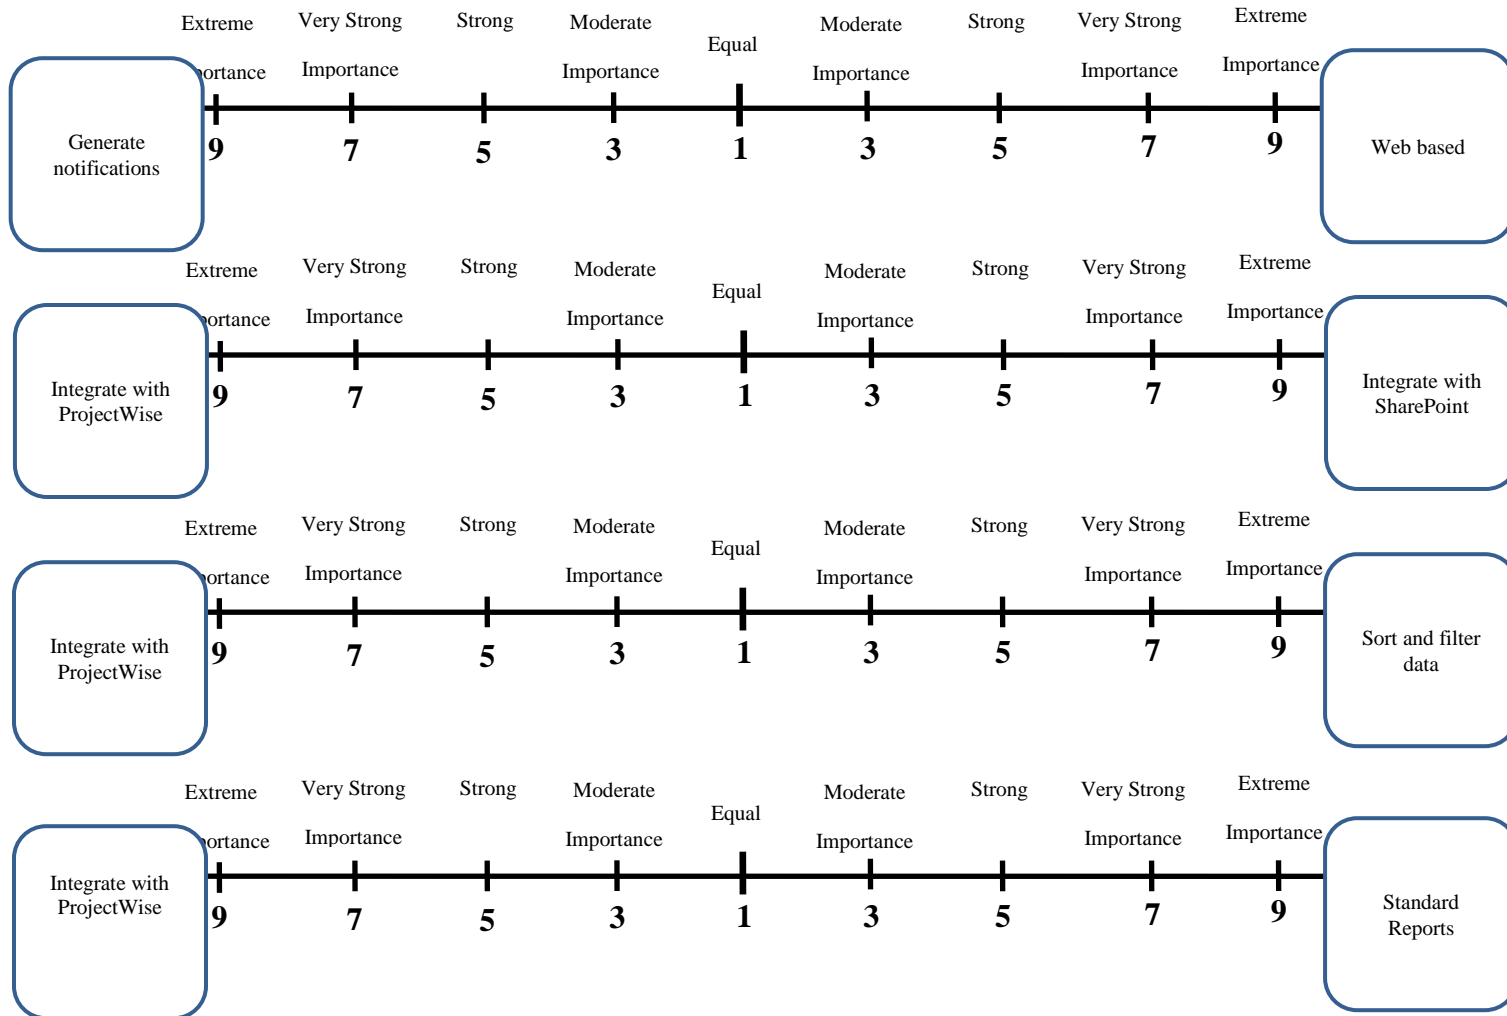 Extreme Very Strong Strong Moderate Equal Moderate Strong Very Strong Extreme
portance Importance Importance Importance Importance Importance
Generate
notifications
9 7 5 3 1 3 5 7 9
Web based
Extreme Very Strong Strong Moderate Equal Moderate Strong Very Strong Extreme
portance Importance Importance Importance Importance Importance
Integrate with
ProjectWise
9 7 5 3 1 3 5 7 9
Integrate with
SharePoint
Extreme Very Strong Strong Moderate Equal Moderate Strong Very Strong Extreme
portance Importance Importance Importance Importance Importance
Integrate with
ProjectWise
9 7 5 3 1 3 5 7 9
Sort and filter
data
Extreme Very Strong Strong Moderate Equal Moderate Strong Very Strong Extreme
portance Importance Importance Importance Importance Importance
Integrate with
ProjectWise
9 7 5 3 1 3 5 7 9
Standard
Reports